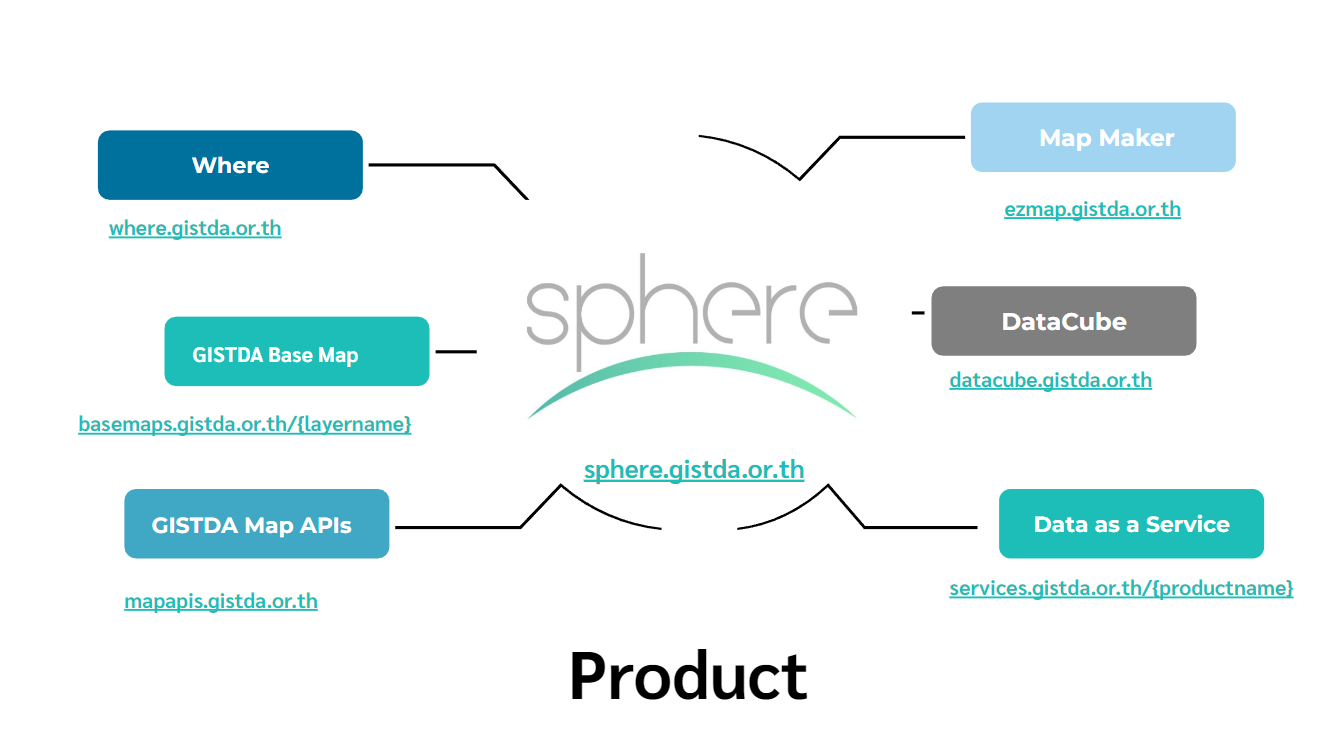 Where
where.gistda.or.th
Map Maker
ezmap.gistda.or.th
sphere
sphere.gistda.or.th
GISTDA Base Map
basemaps.gistda.or.th/{layername}
DataCube
datacube.gistda.or.th
GISTDA Map APIs
mapapis.gistda.or.th
Data as a Service
services.gistda.or.th/{productname}
Product